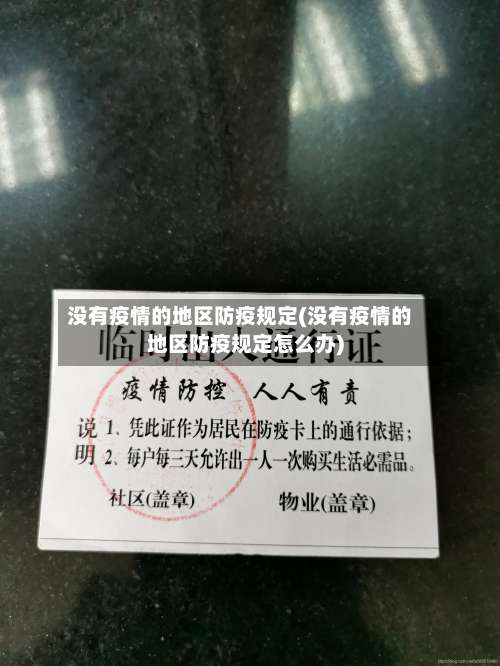 没有疫情的地区防疫规定(没有疫情的
地区防疫规定怎么办)
临时出入通行证
疫情防控 人人有责
说明
1、凭此证作为居民在防疫卡上的通行依据;
2、每户每三天允许出一人一次购买生活必需品。
社区(盖章) 物业(盖章)